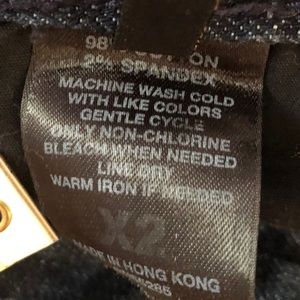 98%
2% SPANDEX
MACHINE WASH COLD
WITH LIKE COLORS
GENTLE CYCLE
ONLY NON-CHLORINE
BLEACH WHEN NEEDED
LINE DRY
WARM IRON IF NEEDED
X2
MADE IN HONG KONG